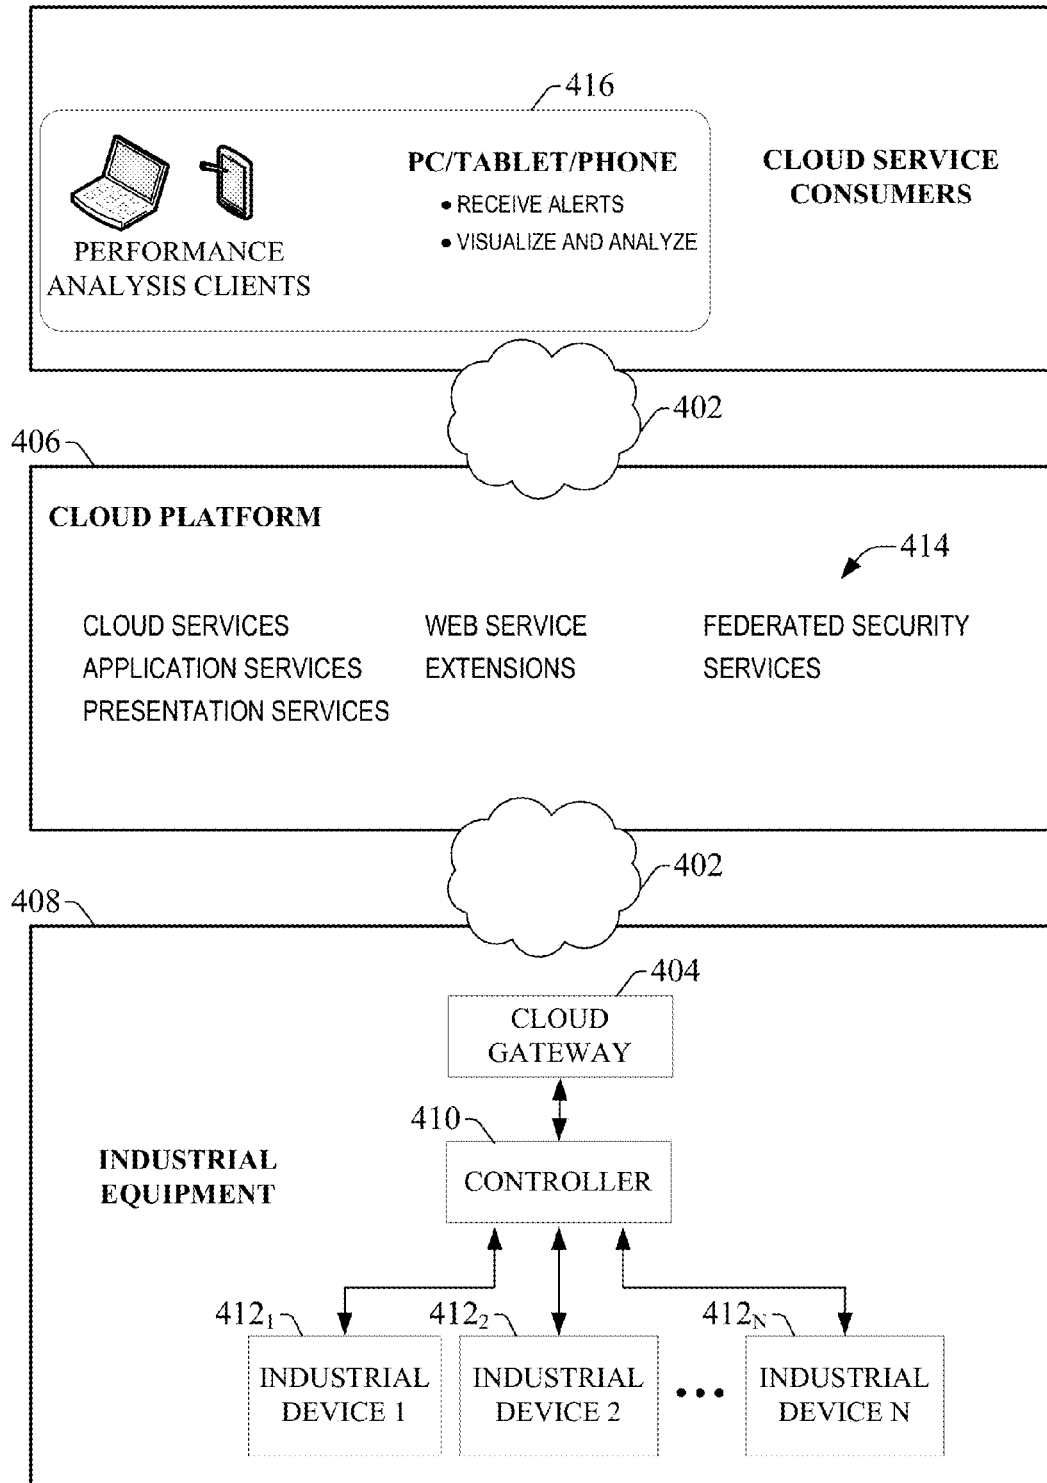 416
PC/TABLET/PHONE
• RECEIVE ALERTS
• VISUALIZE AND ANALYZE
PERFORMANCE
ANALYSIS CLIENTS
CLOUD SERVICE
CONSUMERS
402
406
CLOUD PLATFORM
414
CLOUD SERVICES
APPLICATION SERVICES
PRESENTATION SERVICES
WEB SERVICE
EXTENSIONS
FEDERATED SECURITY
SERVICES
402
408
404
CLOUD
GATEWAY
410
CONTROLLER
INDUSTRIAL
EQUIPMENT
412₁
INDUSTRIAL
DEVICE 1
412₂
INDUSTRIAL
DEVICE 2
• • •
412N
INDUSTRIAL
DEVICE N